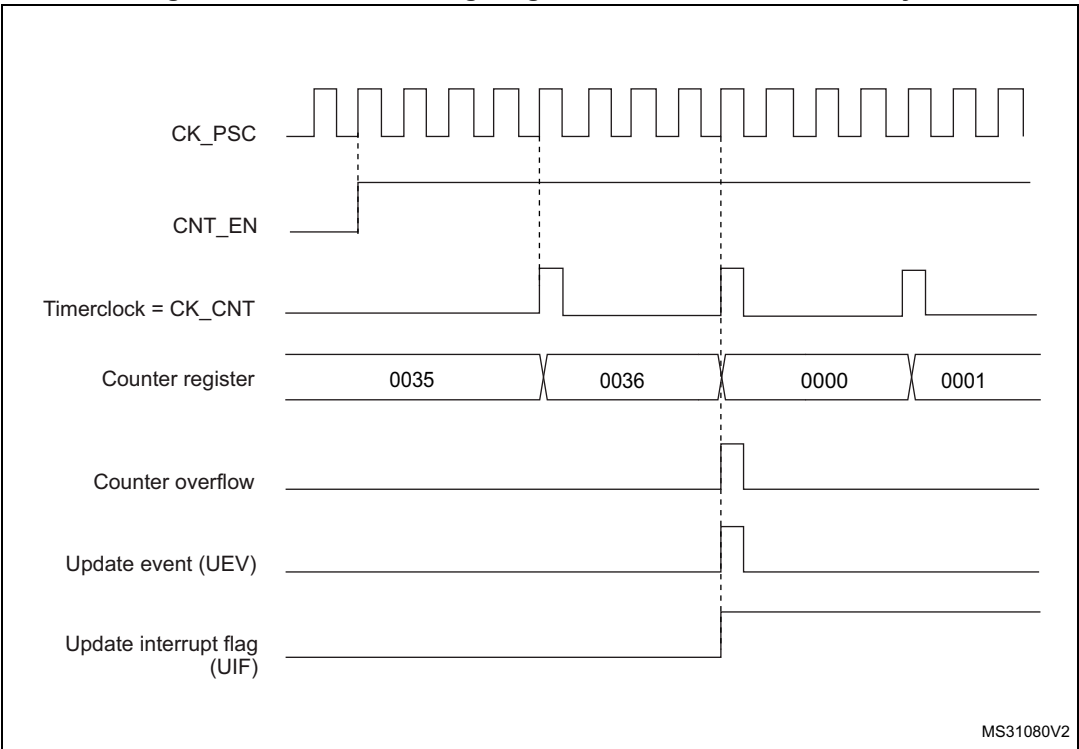 CK_PSC
CNT_EN
Timerclock = CK_CNT
Counter register
0035 0036 0000 0001
Counter overflow
Update event (UEV)
Update interrupt flag
(UIF)
MS31080V2